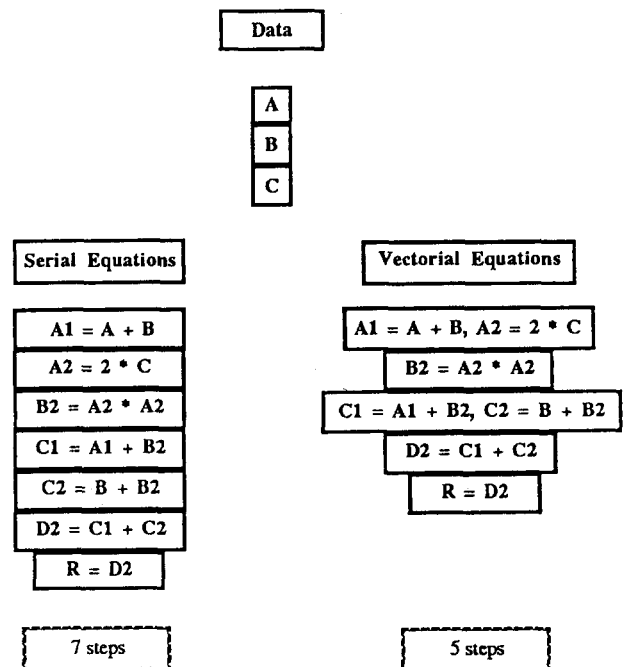 Data
A
B
C
Serial Equations
A1 = A + B
A2 = 2 * C
B2 = A2 * A2
C1 = A1 + B2
C2 = B + B2
D2 = C1 + C2
R = D2
7 steps
Vectorial Equations
A1 = A + B, A2 = 2 * C
B2 = A2 * A2
C1 = A1 + B2, C2 = B + B2
D2 = C1 + C2
R = D2
5 steps